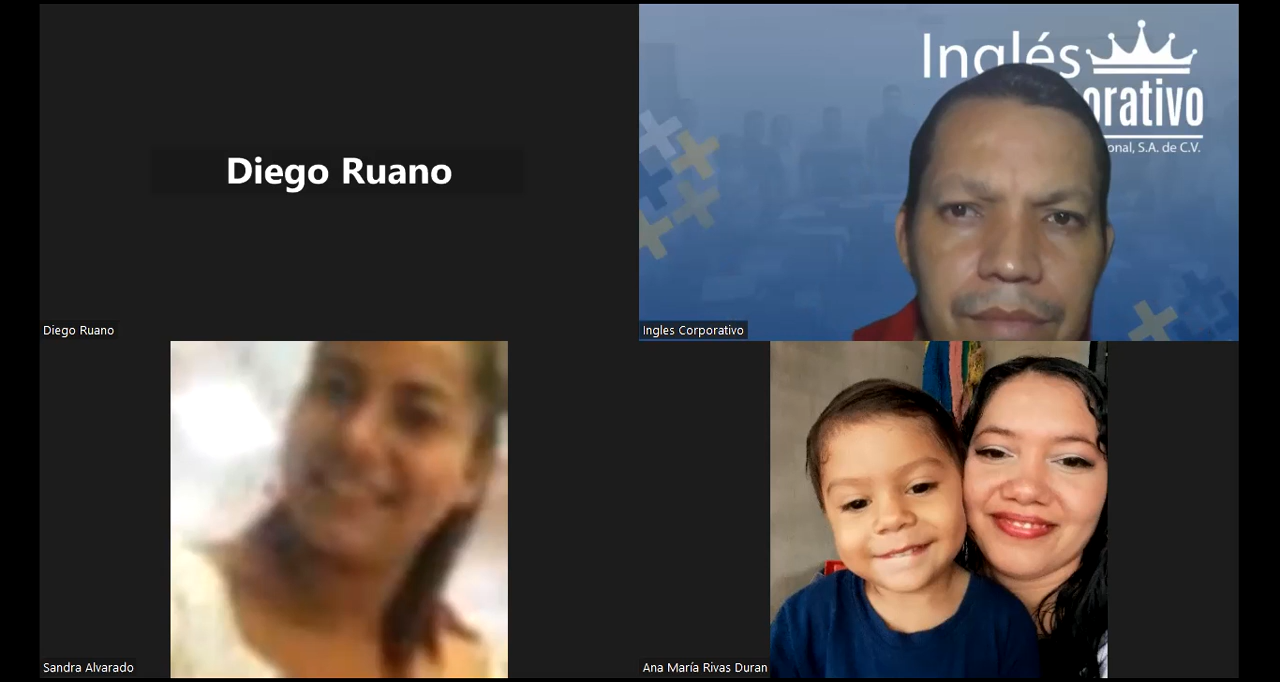 Diego Ruano
Diego Ruano
Inglés
orativo
onal, S.A. de C.V.
Ingles Corporativo
Sandra Alvarado
Ana María Rivas Duran